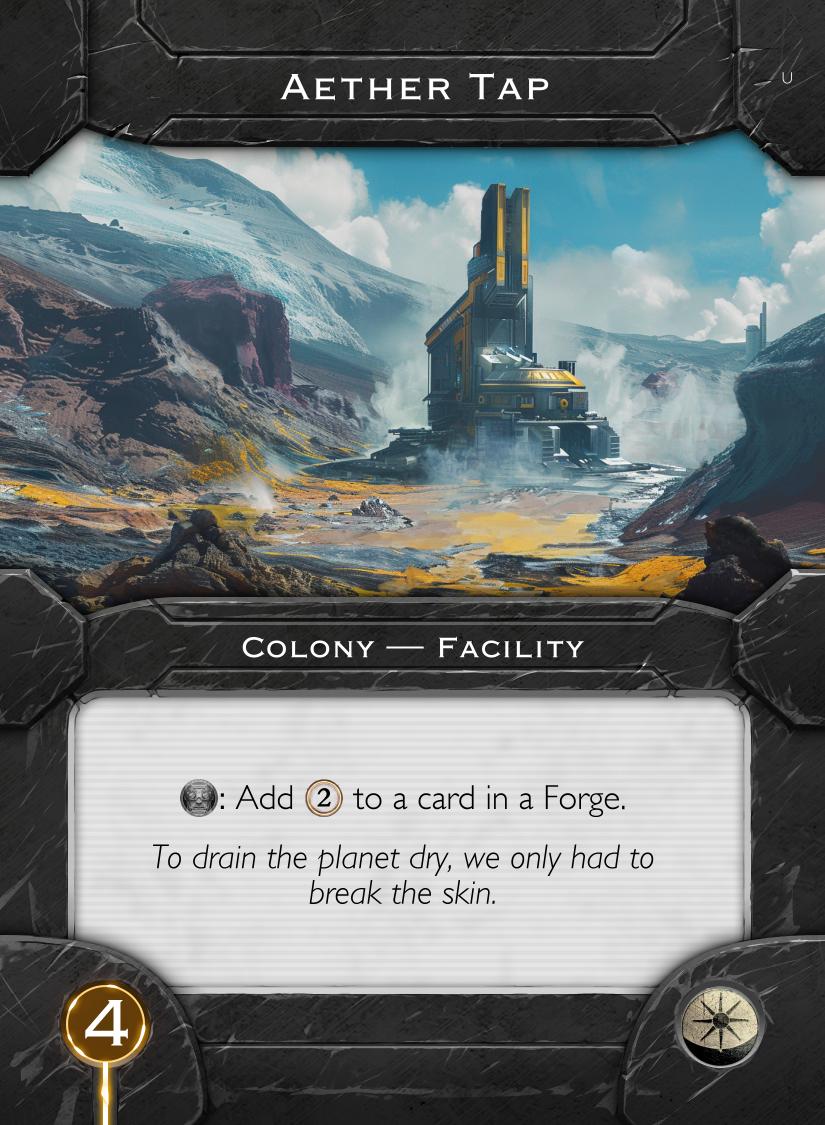 Aether Tap
U
Colony — Facility
: Add 2 to a card in a Forge.
To drain the planet dry, we only had to
break the skin.
4